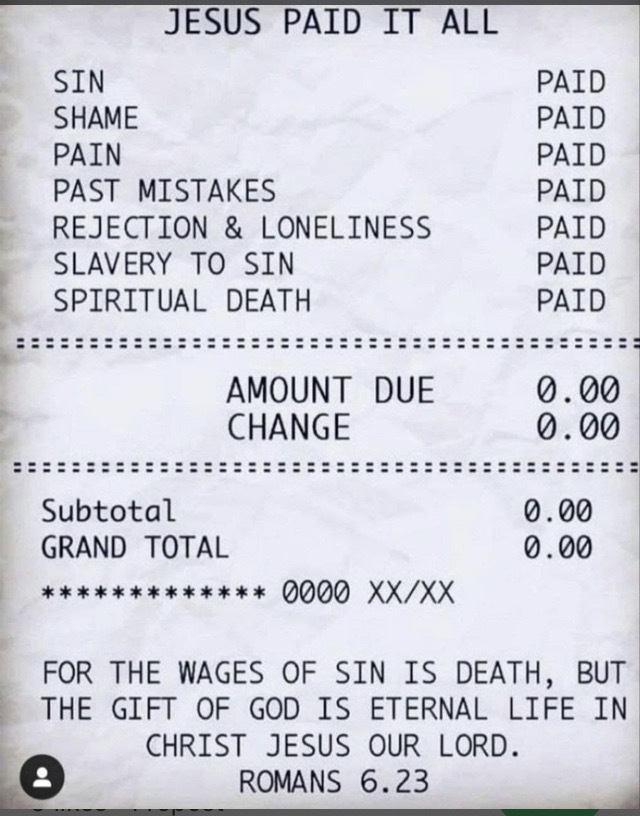 JESUS PAID IT ALL
SIN PAID
SHAME PAID
PAIN PAID
PAST MISTAKES PAID
REJECTION & LONELINESS PAID
SLAVERY TO SIN PAID
SPIRITUAL DEATH PAID
AMOUNT DUE 0.00
CHANGE 0.00
Subtotal 0.00
GRAND TOTAL 0.00
************* 0000 XX/XX
FOR THE WAGES OF SIN IS DEATH, BUT
THE GIFT OF GOD IS ETERNAL LIFE IN
CHRIST JESUS OUR LORD.
ROMANS 6.23